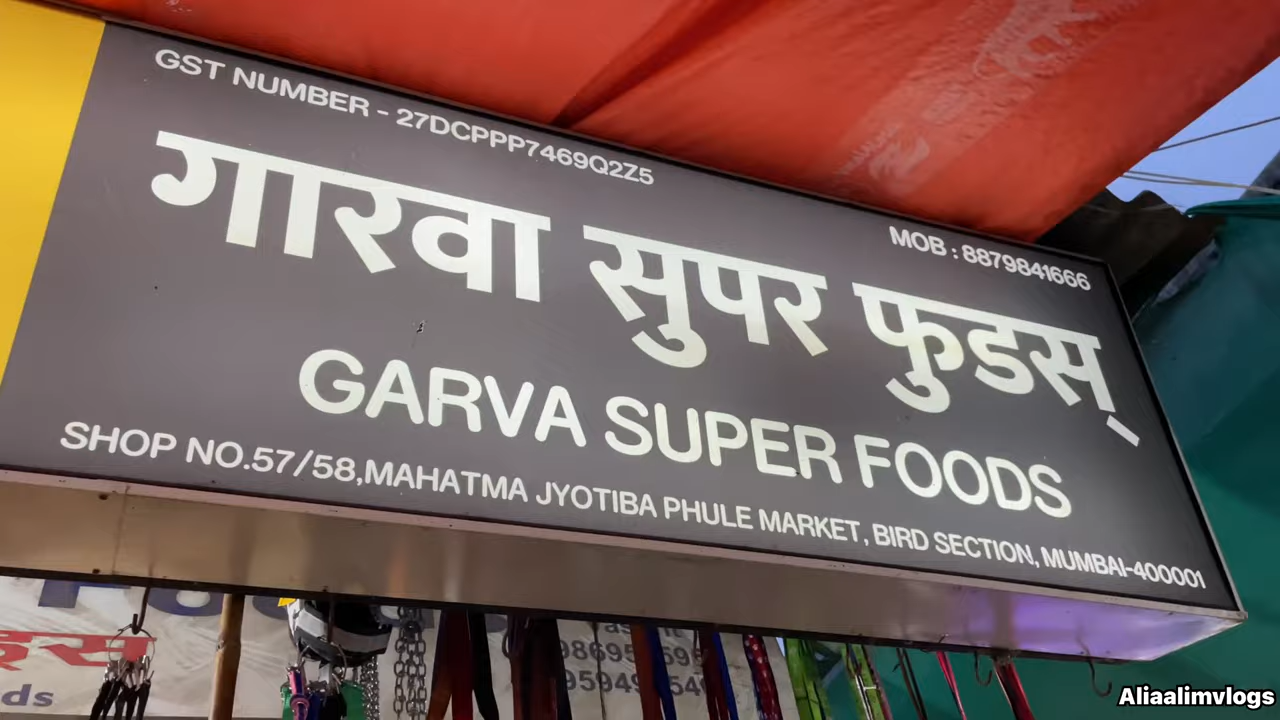 GST NUMBER - 27DCPPP7469Q2Z5
MOB : 8879841666
गारवा सुपर फुडस्
GARVA SUPER FOODS
SHOP NO.57/58,MAHATMA JYOTIBA PHULE MARKET, BIRD SECTION, MUMBAI-400001
Aliaalimvlogs